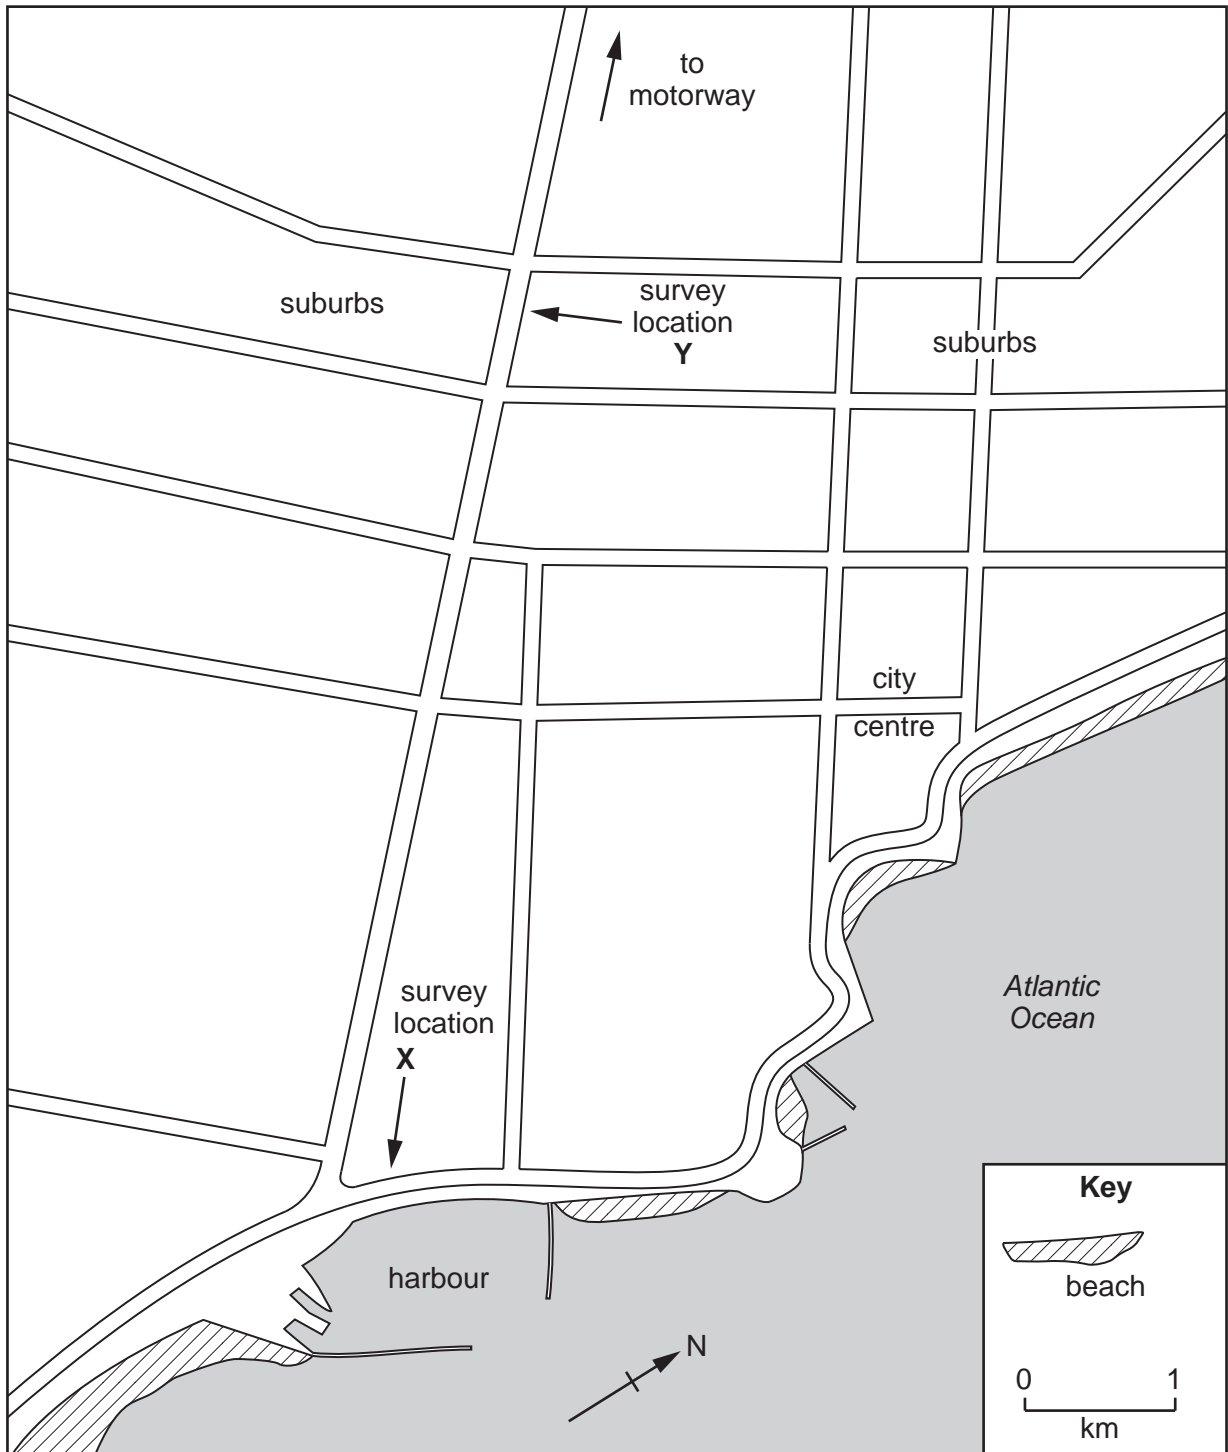 to
motorway
suburbs
survey
location
Y
suburbs
city
centre
survey
location
X
Atlantic
Ocean
harbour
N
Key
beach
0 1
km